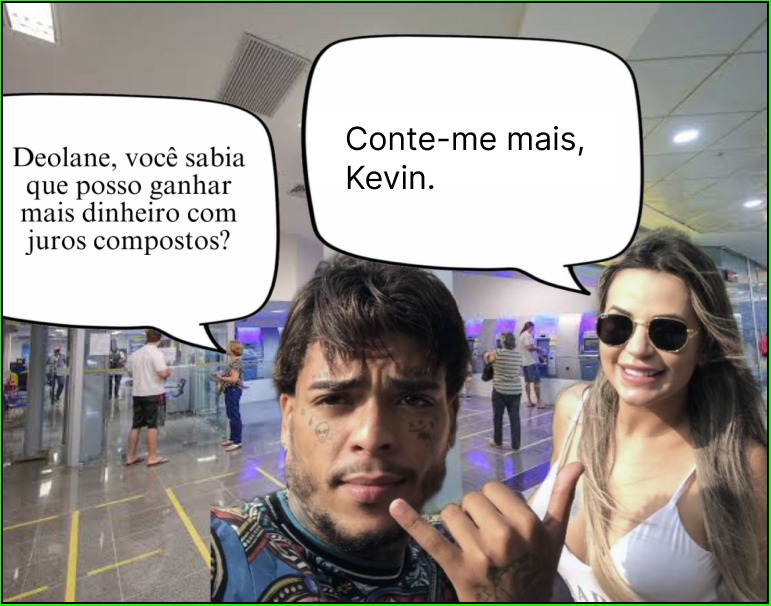 Deolane, você sabia
que posso ganhar
mais dinheiro com
juros compostos?
Conte-me mais,
Kevin.